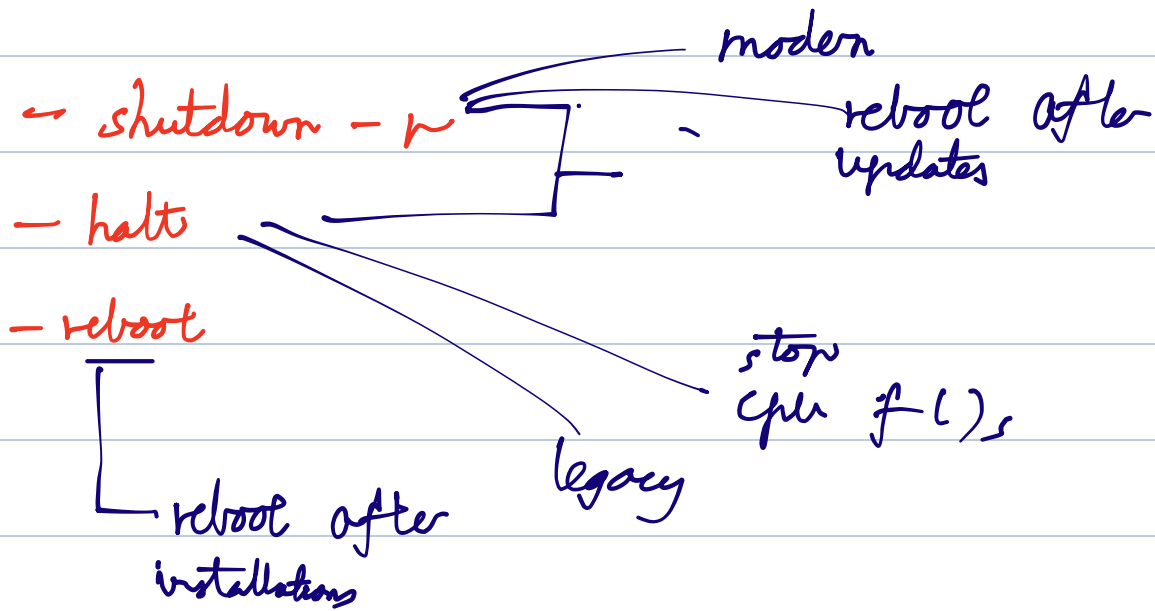 modern
- shutdown -r
reboot after
updates
- halt
- reboot
stop
cpu f()s
legacy
reboot after
installations